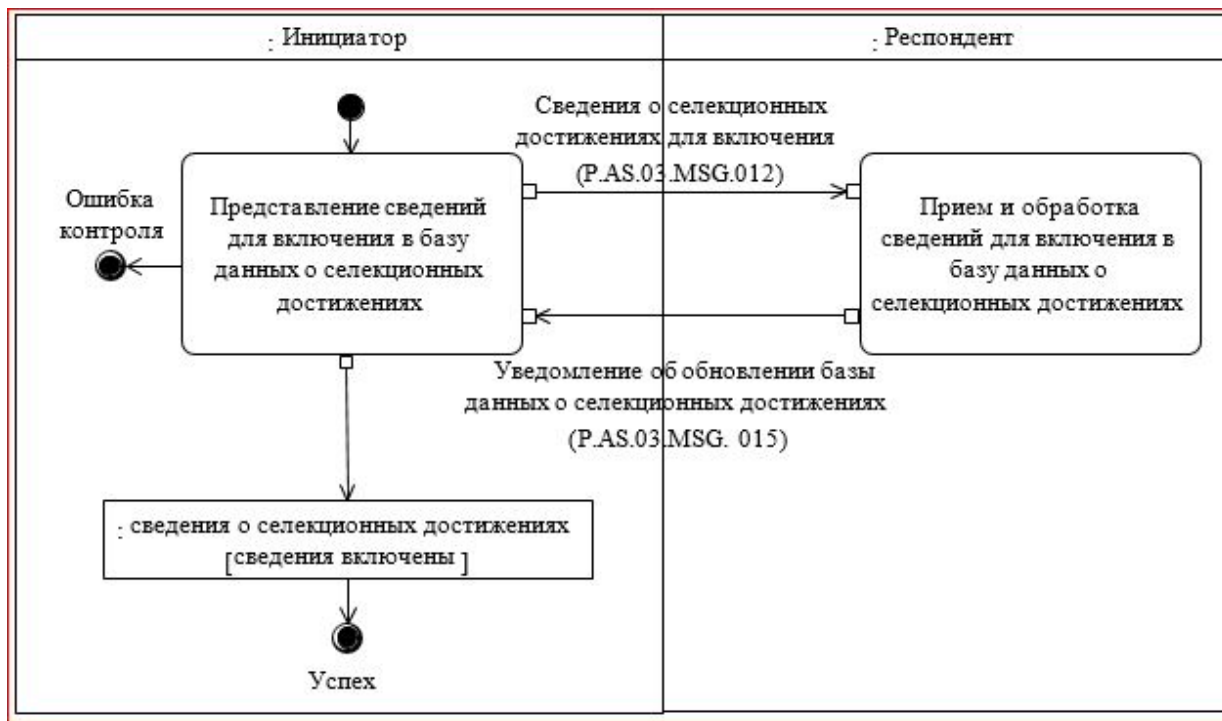 : Инициатор
: Респондент
Сведения о селекционных
достижениях для включения
(P.AS.03.MSG.012)
Ошибка
контроля
Представление сведений
для включения в базу
данных о селекционных
достижениях
Прием и обработка
сведений для включения в
базу данных о
селекционных достижениях
Уведомление об обновлении базы
данных о селекционных достижениях
(P.AS.03.MSG. 015)
: сведения о селекционных достижениях
[сведения включены ]
Успех